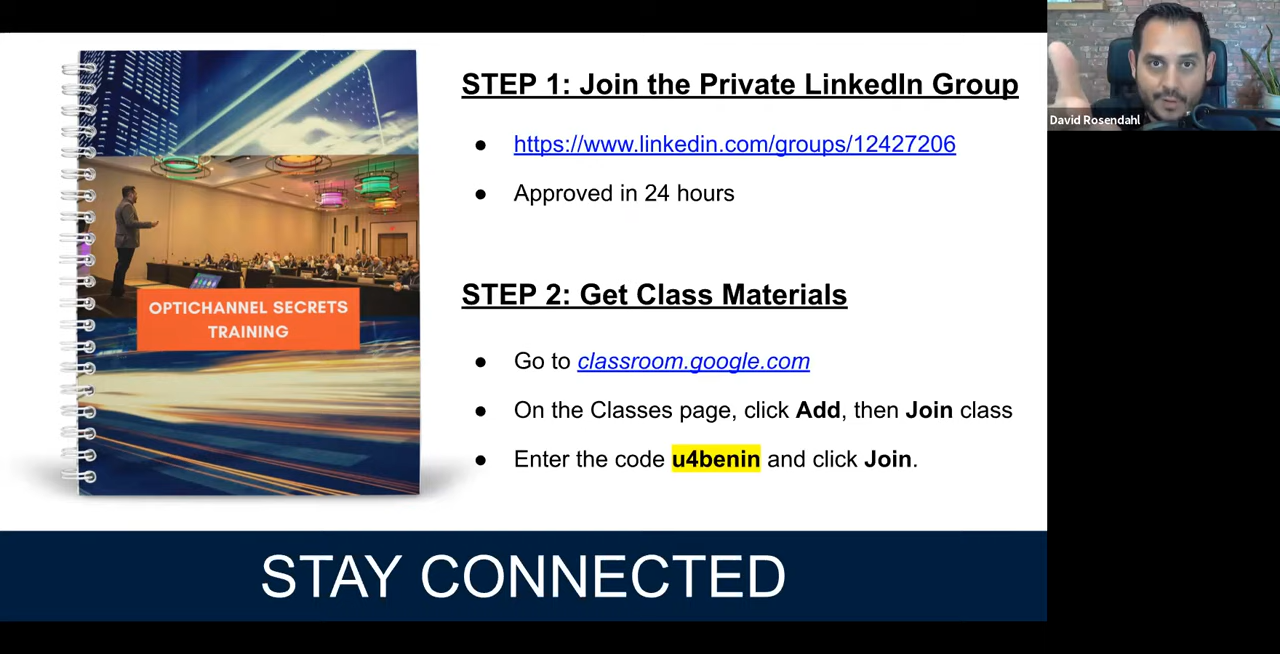 STEP 1: Join the Private LinkedIn Group
● https://www.linkedin.com/groups/12427206
● Approved in 24 hours
STEP 2: Get Class Materials
● Go to classroom.google.com
● On the Classes page, click Add, then Join class
● Enter the code u4benin and click Join.
OPTICHANNEL SECRETS
TRAINING
STAY CONNECTED
David Rosendahl